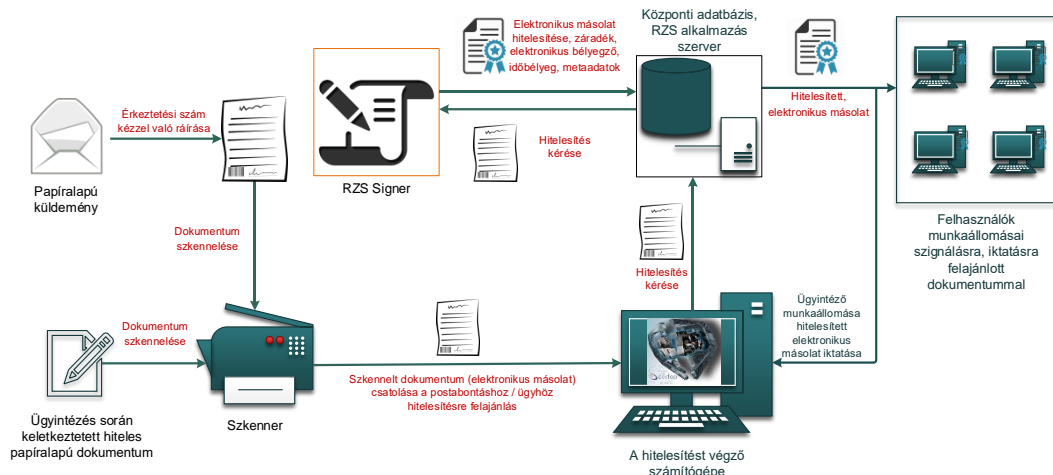 Elektronikus másolat
hitelesítése, záradék,
elektronikus bélyegző,
időbélyeg, metaadatok
Központi adatbázis,
RZS alkalmazás
szerver
Érkeztetési szám
kézzel való ráírása
Hitelesítés
kérése
Hitelesített,
elektronikus másolat
Papíralapú
küldemény
RZS Signer
Felhasználók
munkaállomásai
szignálásra, iktatásra
felajánlott
dokumentummal
Dokumentum
szkennelése
Hitelesítés
kérése
Ügyintéző
munkaállomása
hitelesített
elektronikus
másolat iktatása
Dokumentum
szkennelése
Szkennelt dokumentum (elektronikus másolat)
csatolása a postabontáshoz / ügyhöz
hitelesítésre felajánlás
Ügyintézés során
keletkeztetett hiteles
papíralapú dokumentum
Szkenner
A hitelesítést végző
számítógépe